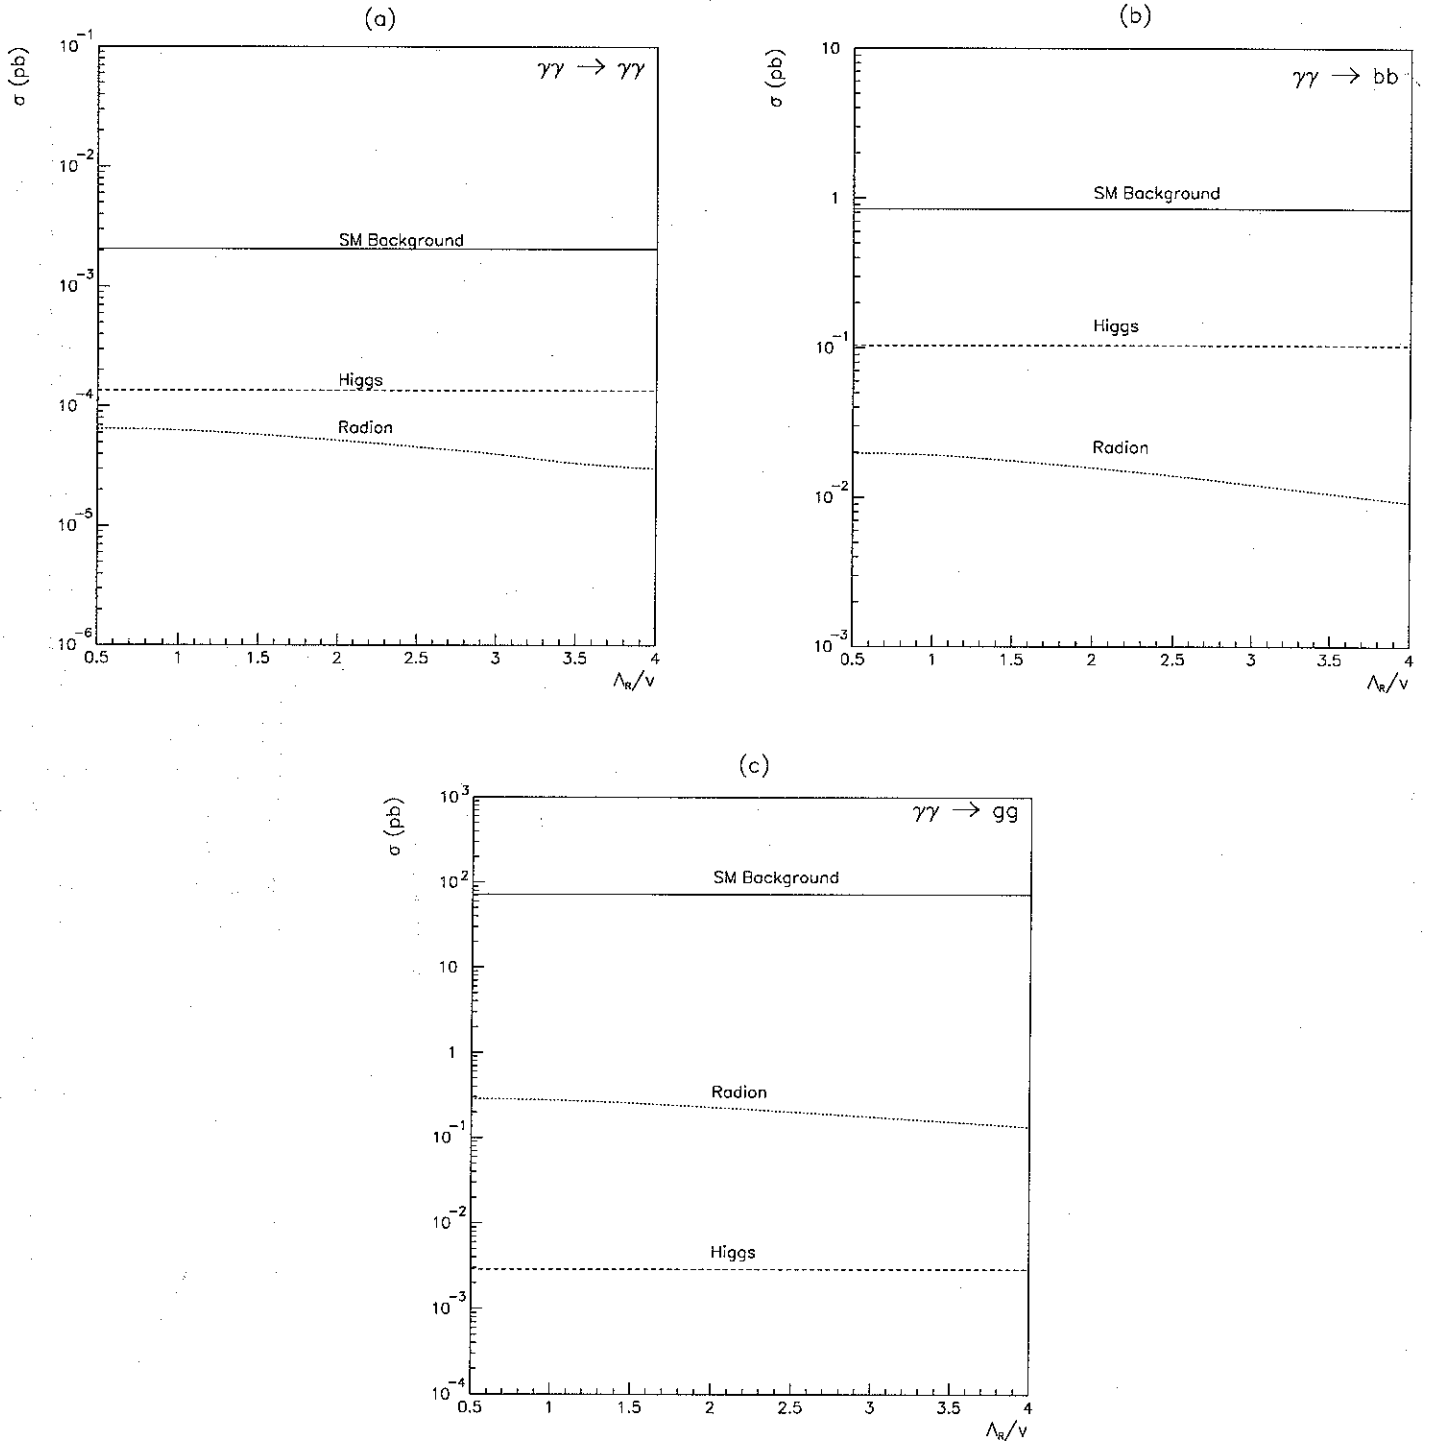 (a)
σ (pb)
γγ → γγ
10^-1
10^-2
10^-3
10^-4
10^-5
10^-6
SM Background
Higgs
Radion
0.5 1 1.5 2 2.5 3 3.5 4
Λ_R/v
(b)
σ (pb)
γγ → bb
10
1
10^-1
10^-2
10^-3
SM Background
Higgs
Radion
0.5 1 1.5 2 2.5 3 3.5 4
Λ_R/v
(c)
σ (pb)
γγ → gg
10^3
10^2
10
1
10^-1
10^-2
10^-3
10^-4
SM Background
Radion
Higgs
0.5 1 1.5 2 2.5 3 3.5 4
Λ_R/v